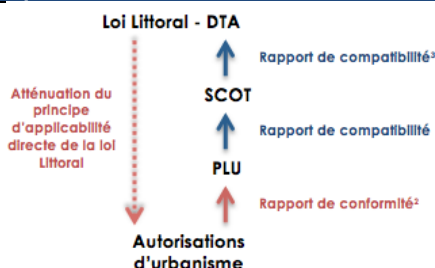 Loi Littoral - DTA
Rapport de compatibilité³
Atténuation du
principe
d'applicabilité
directe de la loi
Littoral
SCOT
Rapport de compatibilité
PLU
Rapport de conformité²
Autorisations
d'urbanisme